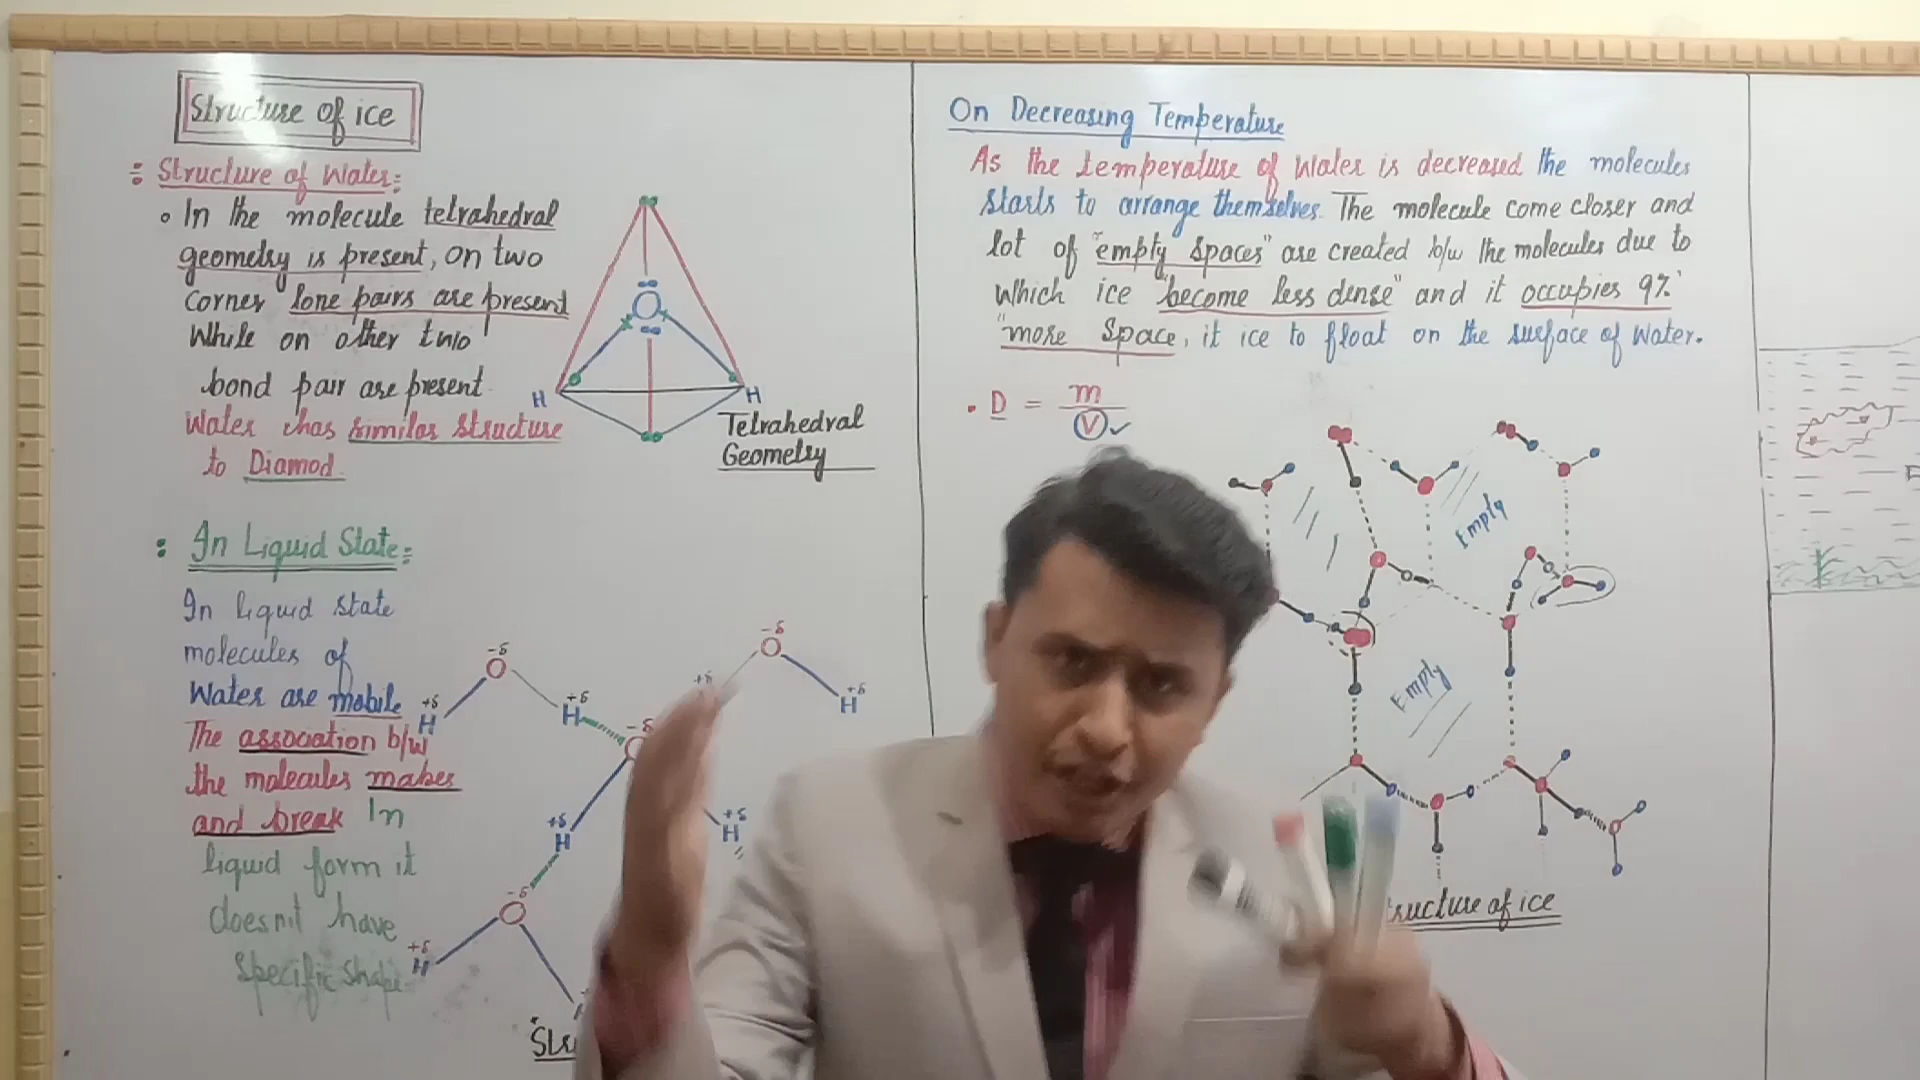 Structure of ice
: Structure of Water:
• In the molecule tetrahedral
geometry is present, on two
corner lone pairs are present
While on other two
bond pair are present
Water has similar structure
to Diamod
H
H
Tetrahedral
Geometry
: In Liquid State:
In liquid state
molecules of
Water are mobile
The association b/w
the molecules makes
and break In
liquid form it
doesn't have
specific shape
-δ
O
+δ
H
+δ
H
-δ
-δ
O
+δ
+δ
H
+δ
H
+δ
H
-δ
O
+δ
H
On Decreasing Temperature
As the temperature of Water is decreased the molecules
starts to arrange themselves. The molecule come closer and
lot of "empty spaces" are created b/w the molecules due to
Which ice "become less dense" and it occupies 9%
"more space, it ice to float on the surface of water.
• D = m
V ✓
Empty
Empty
ructure of ice